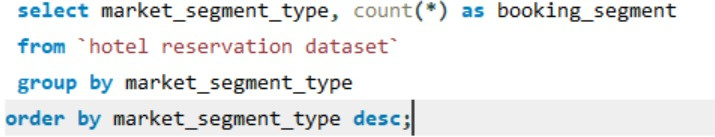 select market_segment_type, count(*) as booking_segment
from `hotel reservation dataset`
group by market_segment_type
order by market_segment_type desc;